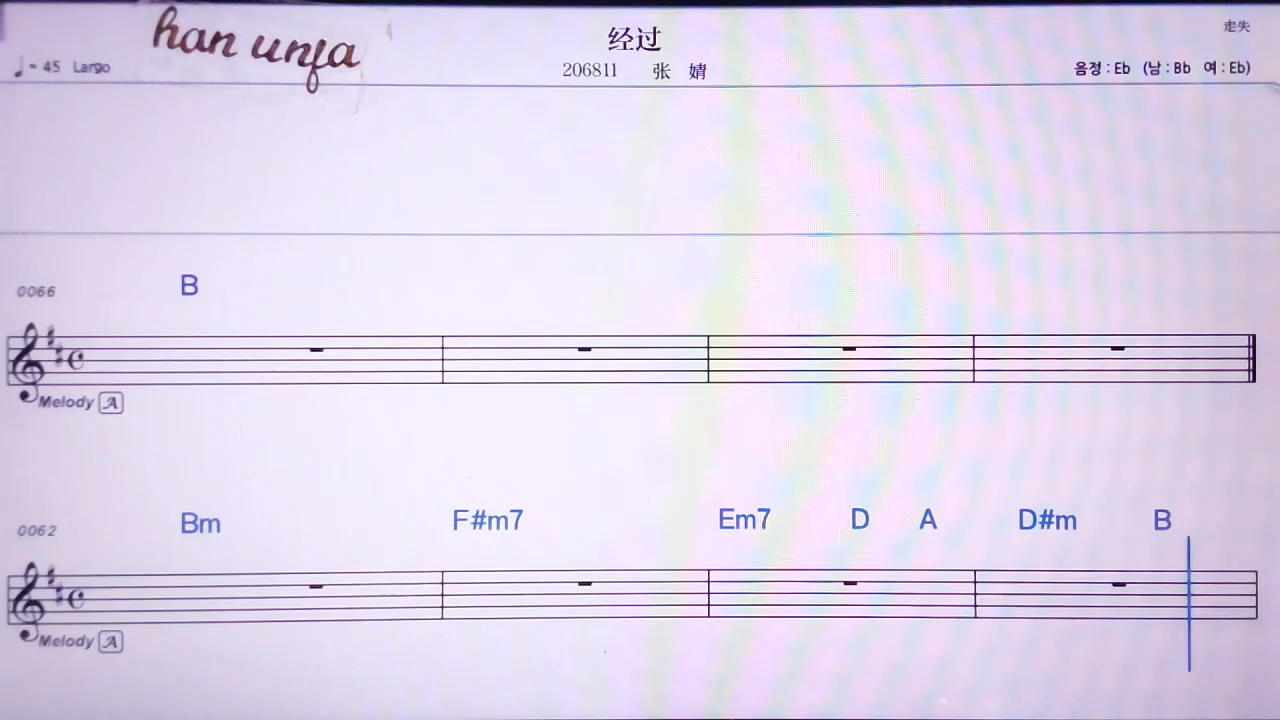 han unfa
经过
走失
♩= 45 Largo
206811 张 婧
음정 : Eb (남 : Bb 여 : Eb)
0066
B
Melody A
0062
Bm F#m7 Em7 D A D#m B
Melody A